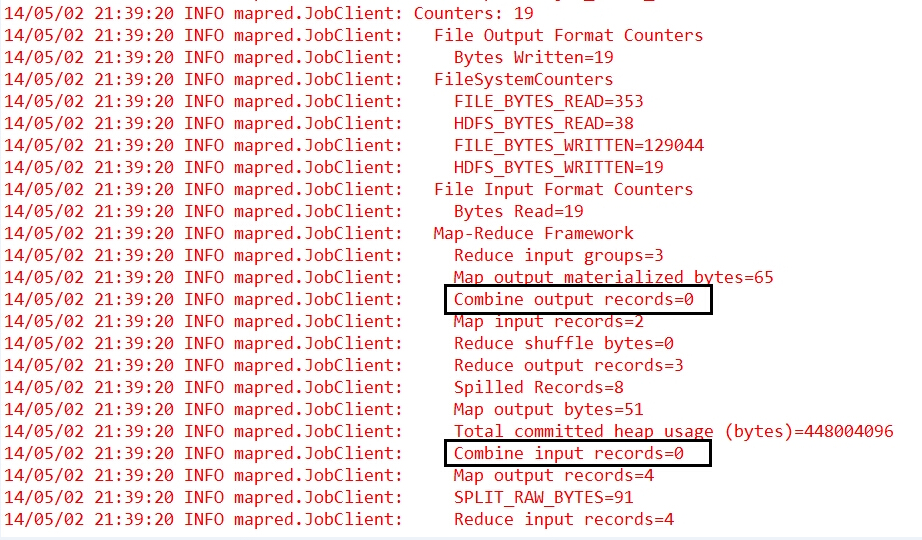 14/05/02 21:39:20 INFO mapred.JobClient: Counters: 19
14/05/02 21:39:20 INFO mapred.JobClient:   File Output Format Counters
14/05/02 21:39:20 INFO mapred.JobClient:     Bytes Written=19
14/05/02 21:39:20 INFO mapred.JobClient:   FileSystemCounters
14/05/02 21:39:20 INFO mapred.JobClient:     FILE_BYTES_READ=353
14/05/02 21:39:20 INFO mapred.JobClient:     HDFS_BYTES_READ=38
14/05/02 21:39:20 INFO mapred.JobClient:     FILE_BYTES_WRITTEN=129044
14/05/02 21:39:20 INFO mapred.JobClient:     HDFS_BYTES_WRITTEN=19
14/05/02 21:39:20 INFO mapred.JobClient:   File Input Format Counters
14/05/02 21:39:20 INFO mapred.JobClient:     Bytes Read=19
14/05/02 21:39:20 INFO mapred.JobClient:   Map-Reduce Framework
14/05/02 21:39:20 INFO mapred.JobClient:     Reduce input groups=3
14/05/02 21:39:20 INFO mapred.JobClient:     Map output materialized bytes=65
14/05/02 21:39:20 INFO mapred.JobClient:     Combine output records=0
14/05/02 21:39:20 INFO mapred.JobClient:     Map input records=2
14/05/02 21:39:20 INFO mapred.JobClient:     Reduce shuffle bytes=0
14/05/02 21:39:20 INFO mapred.JobClient:     Reduce output records=3
14/05/02 21:39:20 INFO mapred.JobClient:     Spilled Records=8
14/05/02 21:39:20 INFO mapred.JobClient:     Map output bytes=51
14/05/02 21:39:20 INFO mapred.JobClient:     Total committed heap usage (bytes)=448004096
14/05/02 21:39:20 INFO mapred.JobClient:     Combine input records=0
14/05/02 21:39:20 INFO mapred.JobClient:     Map output records=4
14/05/02 21:39:20 INFO mapred.JobClient:     SPLIT_RAW_BYTES=91
14/05/02 21:39:20 INFO mapred.JobClient:     Reduce input records=4